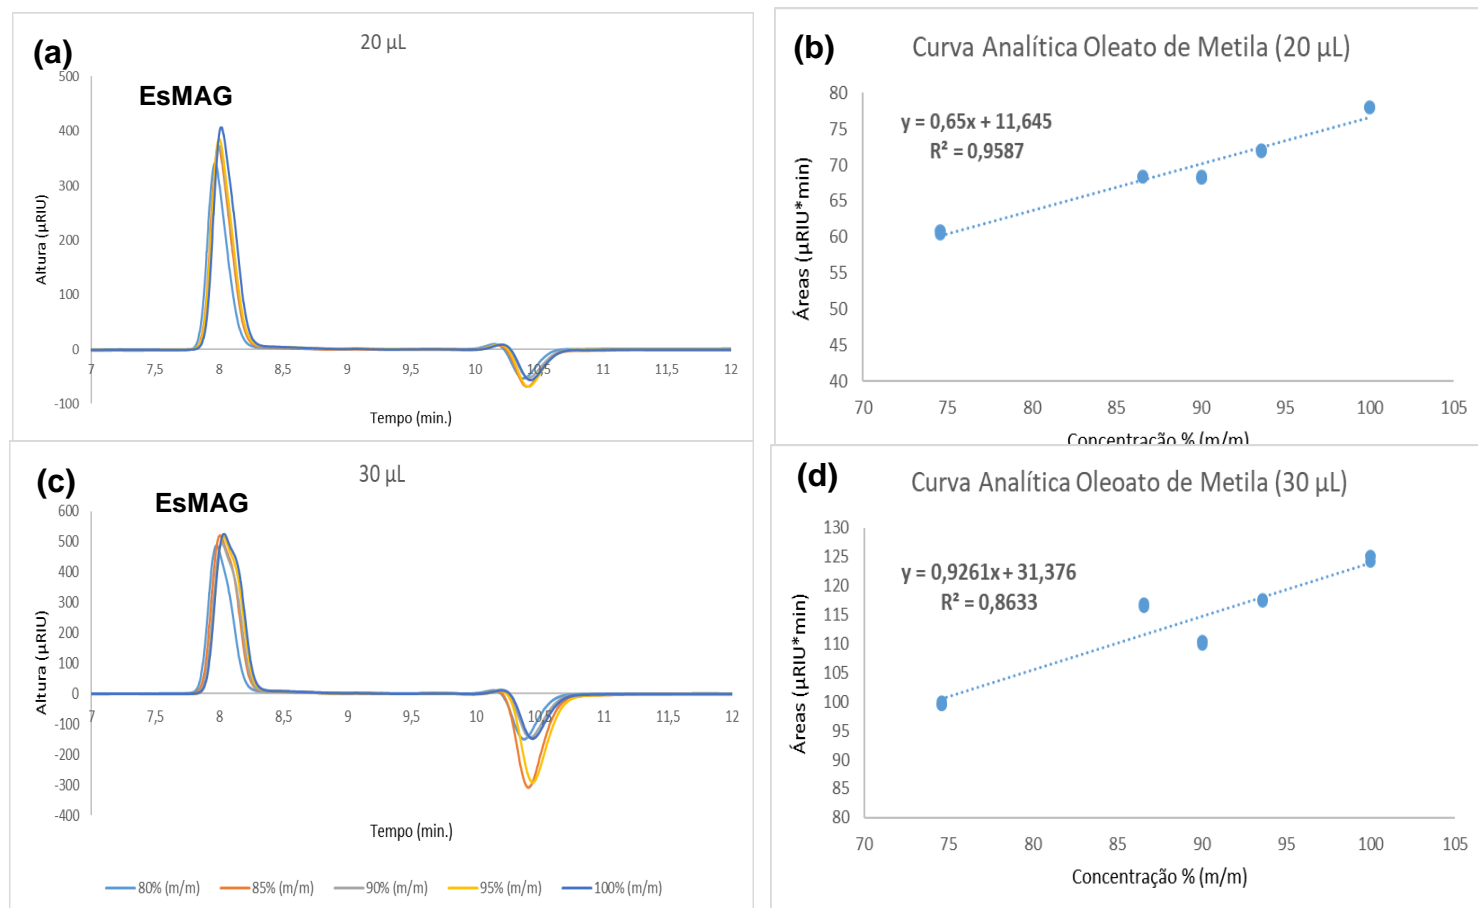 (a)
20 µL
EsMAG
500
400
300
200
100
0
-100
Altura (µRIU)
7
7,5
8
8,5
9
9,5
10
10,5
11
11,5
12
Tempo (min.)
(b)
Curva Analítica Oleato de Metila (20 µL)
y = 0,65x + 11,645
R² = 0,9587
80
75
70
65
60
55
50
45
40
Áreas (µRIU*min)
70
75
80
85
90
95
100
105
Concentração % (m/m)
(c)
30 µL
EsMAG
600
500
400
300
200
100
0
-100
-200
-300
-400
Altura (µRIU)
7
7,5
8
8,5
9
9,5
10
10,5
11
11,5
12
Tempo (min.)
80% (m/m)
85% (m/m)
90% (m/m)
95% (m/m)
100% (m/m)
(d)
Curva Analítica Oleoato de Metila (30 µL)
y = 0,9261x + 31,376
R² = 0,8633
130
125
120
115
110
105
100
95
90
85
80
Áreas (µRIU*min)
70
75
80
85
90
95
100
105
Concentração % (m/m)